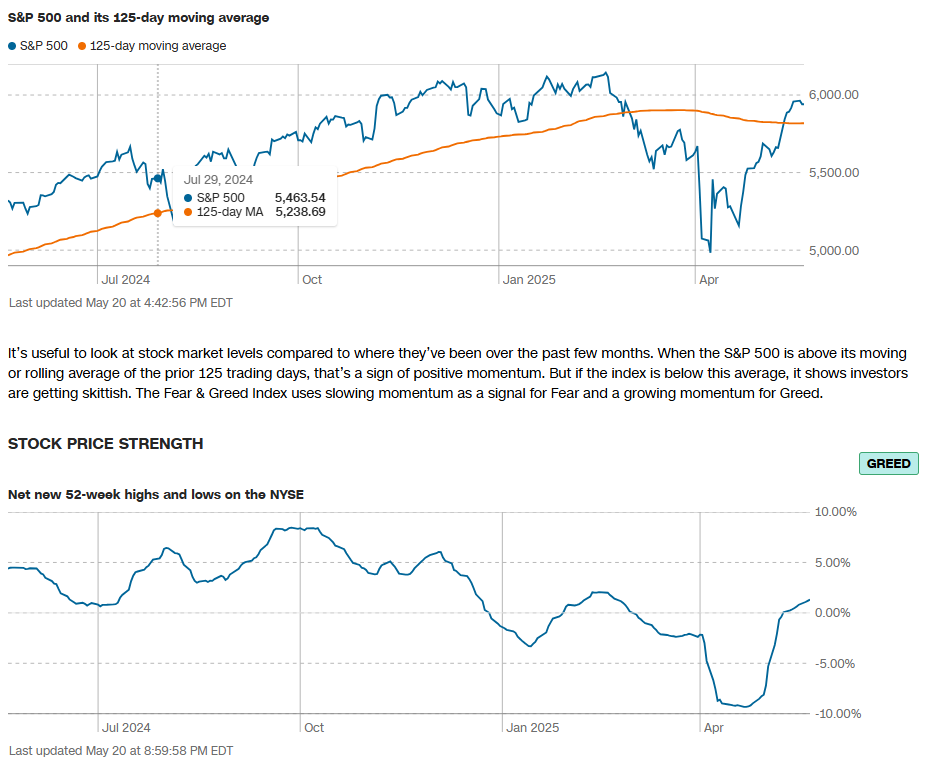 S&P 500 and its 125-day moving average
S&P 500 125-day moving average
6,000.00
5,500.00
5,000.00
Jul 29, 2024
S&P 500 5,463.54
125-day MA 5,238.69
Jul 2024 Oct Jan 2025 Apr
Last updated May 20 at 4:42:56 PM EDT
It's useful to look at stock market levels compared to where they've been over the past few months. When the S&P 500 is above its moving
or rolling average of the prior 125 trading days, that's a sign of positive momentum. But if the index is below this average, it shows investors
are getting skittish. The Fear & Greed Index uses slowing momentum as a signal for Fear and a growing momentum for Greed.
STOCK PRICE STRENGTH
GREED
Net new 52-week highs and lows on the NYSE
10.00%
5.00%
0.00%
-5.00%
-10.00%
Jul 2024 Oct Jan 2025 Apr
Last updated May 20 at 8:59:58 PM EDT